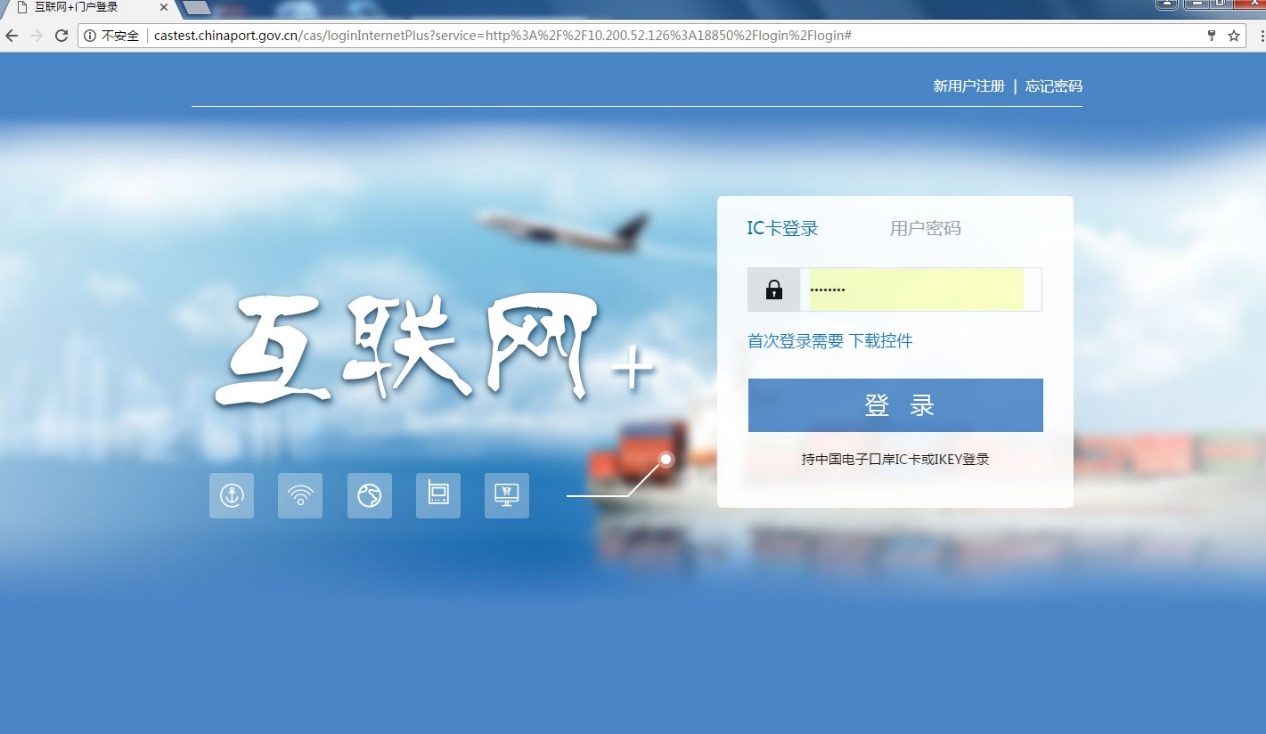 互联网+门户登录
不安全 castest.chinaport.gov.cn/cas/loginInternetPlus?service=http%3A%2F%2F10.200.52.126%3A18850%2Flogin%2Flogin#
新用户注册 | 忘记密码
IC卡登录 用户密码
互联网+
首次登录需要 下载控件
登 录
持中国电子口岸IC卡或IKEY登录